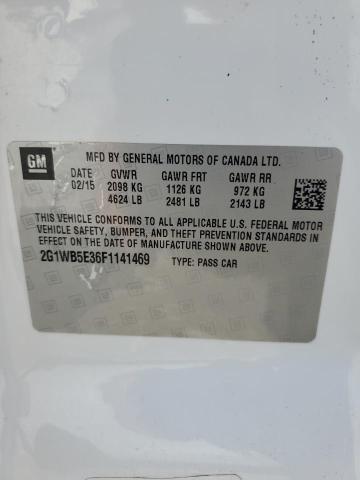 GM MFD BY GENERAL MOTORS OF CANADA LTD.
DATE GVWR GAWR FRT GAWR RR
02/15 2098 KG 1126 KG 972 KG
4624 LB 2481 LB 2143 LB
THIS VEHICLE CONFORMS TO ALL APPLICABLE U.S. FEDERAL MOTOR
VEHICLE SAFETY, BUMPER, AND THEFT PREVENTION STANDARDS IN
EFFECT ON THE DATE OF MANUFACTURE SHOWN ABOVE.
2G1WB5E36F1141469 TYPE: PASS CAR